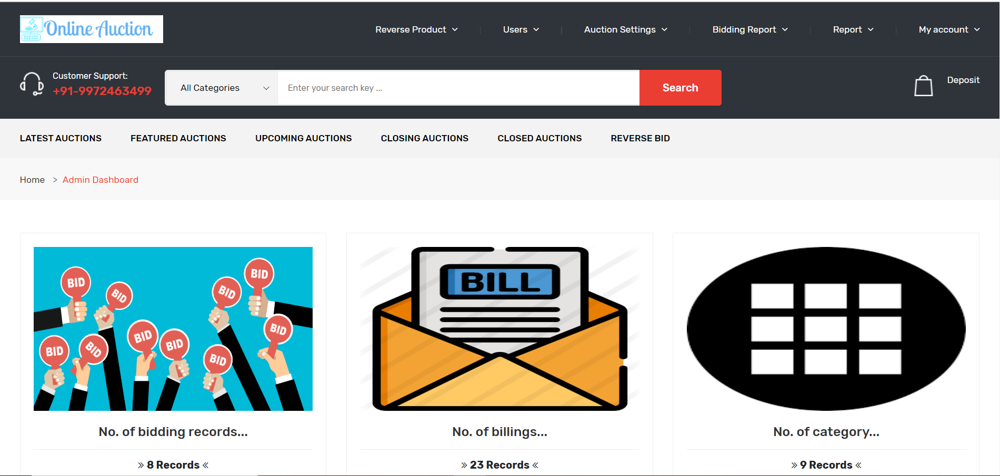 Online Auction
Reverse Product
Users
Auction Settings
Bidding Report
Report
My account
Customer Support:
+91-9972463499
All Categories
Enter your search key ...
Search
Deposit
LATEST AUCTIONS
FEATURED AUCTIONS
UPCOMING AUCTIONS
CLOSING AUCTIONS
CLOSED AUCTIONS
REVERSE BID
Home > Admin Dashboard
BID
BID
BID
BID
BID
BID
BID
BID
BID
BID
BILL
No. of bidding records...
» 8 Records «
No. of billings...
» 23 Records «
No. of category...
» 9 Records «